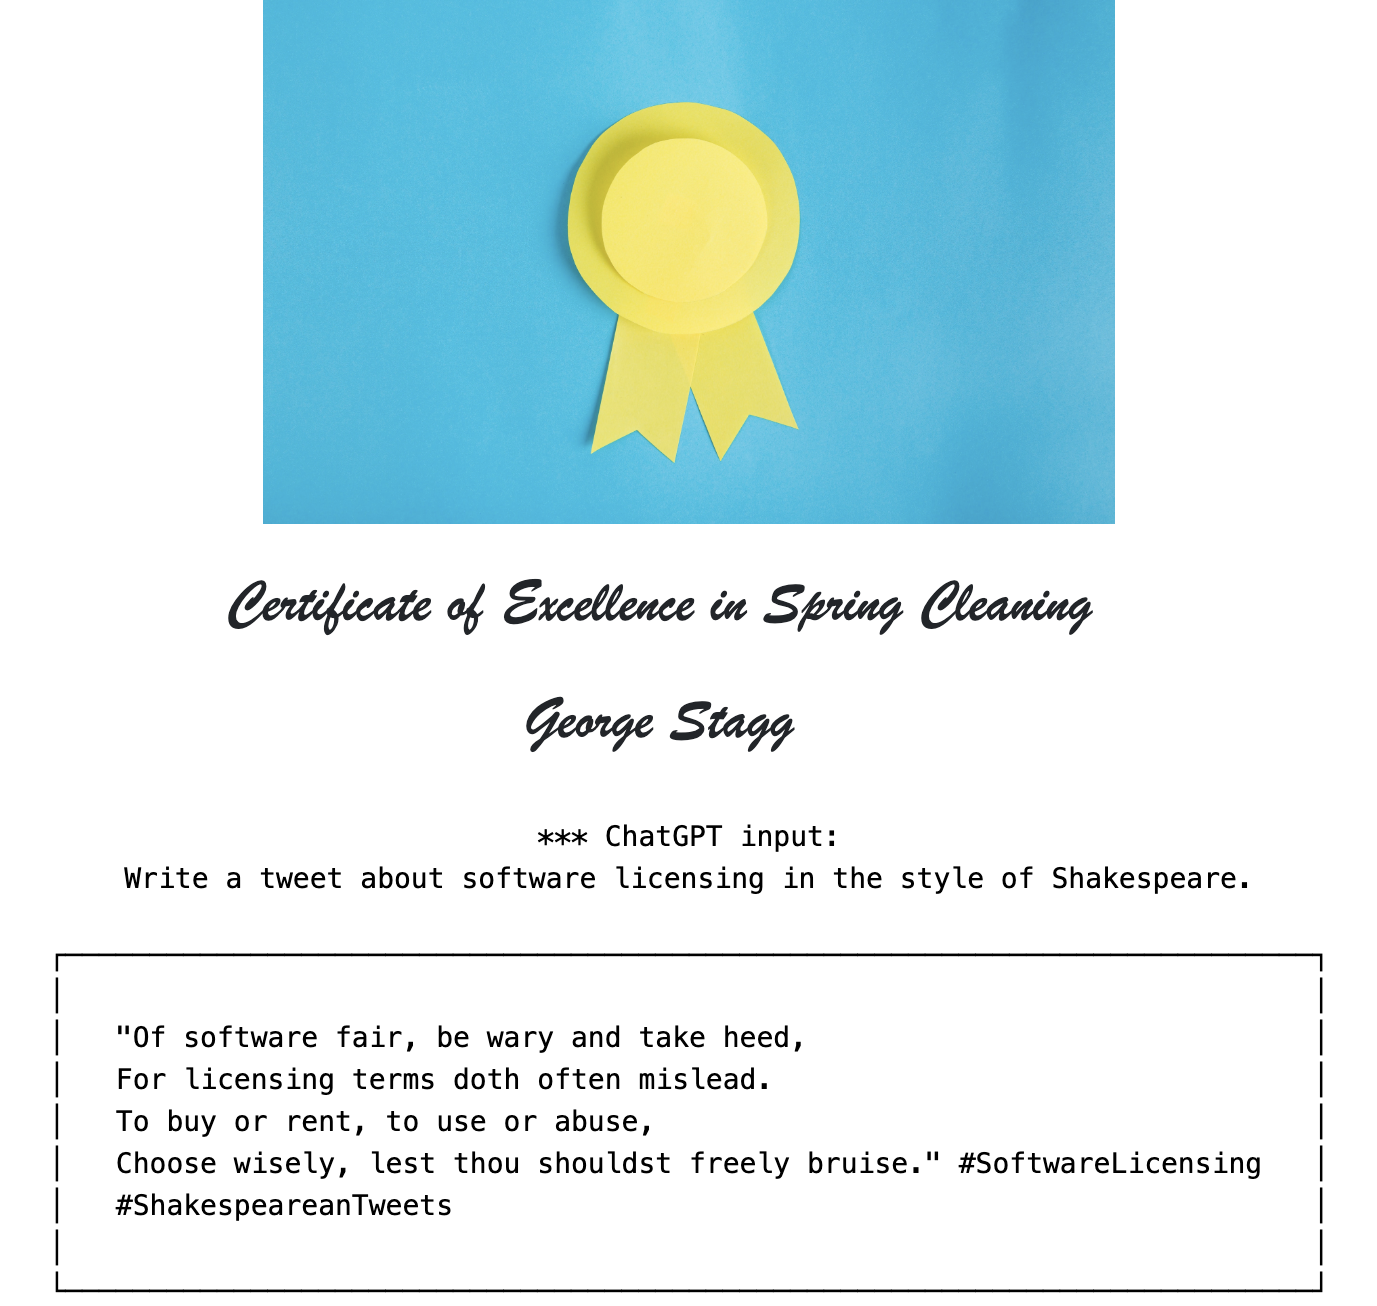 Certificate of Excellence in Spring Cleaning
George Stagg
*** ChatGPT input:
Write a tweet about software licensing in the style of Shakespeare.
"Of software fair, be wary and take heed,
For licensing terms doth often mislead.
To buy or rent, to use or abuse,
Choose wisely, lest thou shouldst freely bruise." #SoftwareLicensing
#ShakespeareanTweets